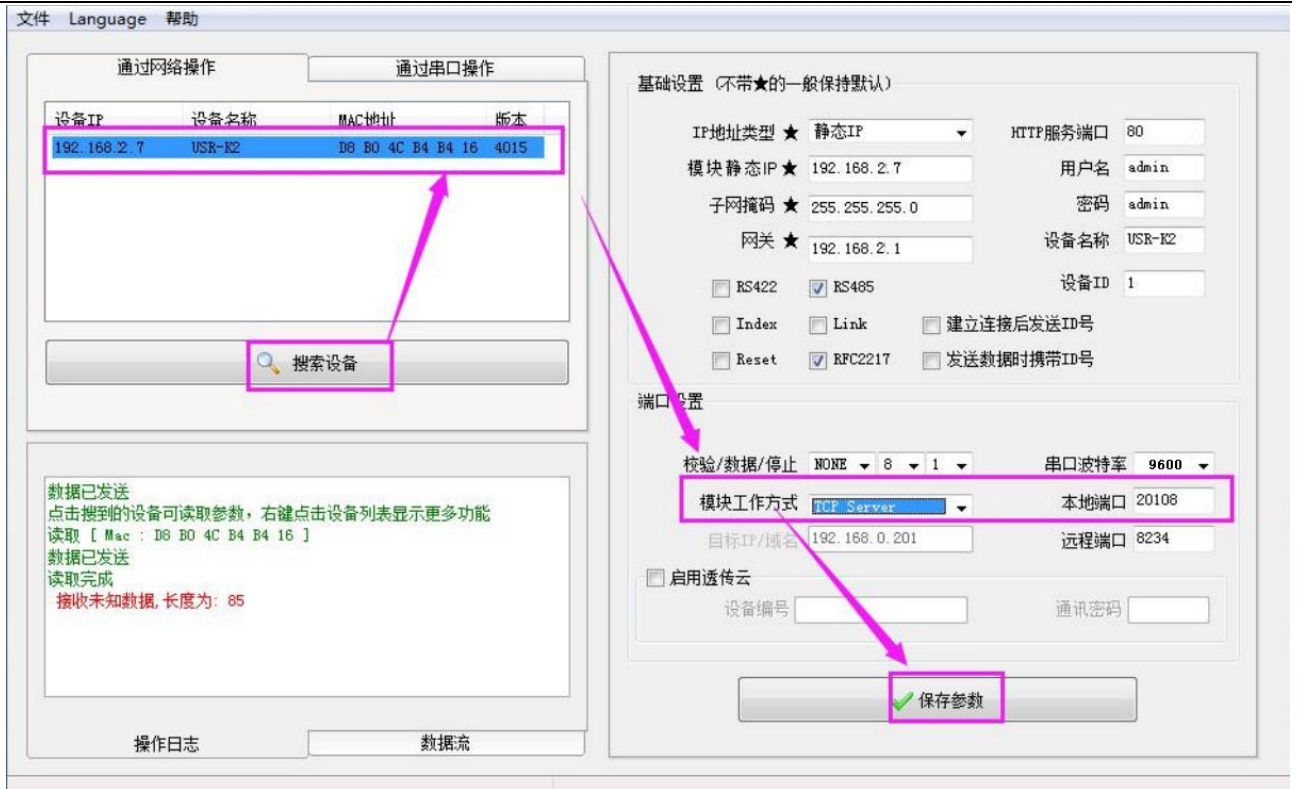 文件 Language 帮助
通过网络操作 通过串口操作
设备IP 设备名称 MAC地址 版本
192.168.2.7 USR-K2 D8 B0 4C B4 B4 16 4015
搜索设备
数据已发送
点击搜到的设备可读取参数，右键点击设备列表显示更多功能
读取 [ Mac : D8 B0 4C B4 B4 16 ]
数据已发送
读取完成
接收未知数据,长度为: 85
操作日志 数据流
基础设置（不带★的一般保持默认）
IP地址类型 ★ 静态IP HTTP服务端口 80
模块静态IP ★ 192.168.2.7 用户名 admin
子网掩码 ★ 255.255.255.0 密码 admin
网关 ★ 192.168.2.1 设备名称 USR-K2
RS422 RS485 设备ID 1
Index Link 建立连接后发送ID号
Reset RFC2217 发送数据时携带ID号
端口设置
校验/数据/停止 NONE 8 1 串口波特率 9600
模块工作方式 TCP Server 本地端口 20108
目标IP/域名 192.168.0.201 远程端口 8234
启用透传云
设备编号 通讯密码
保存参数